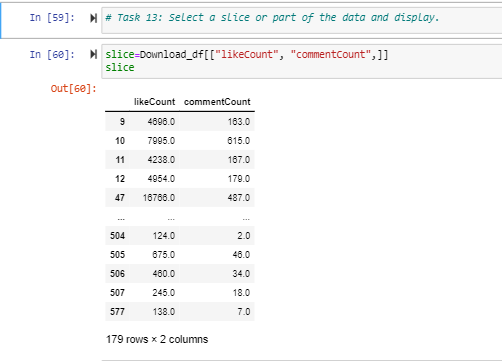 In [59]: # Task 13: Select a slice or part of the data and display.
In [60]: slice=Download_df[["likeCount", "commentCount",]]
slice
Out[60]:
likeCount commentCount
9 4696.0 163.0
10 7995.0 615.0
11 4238.0 167.0
12 4954.0 179.0
47 16766.0 487.0
... ... ...
504 124.0 2.0
505 675.0 46.0
506 460.0 34.0
507 245.0 18.0
577 138.0 7.0
179 rows × 2 columns